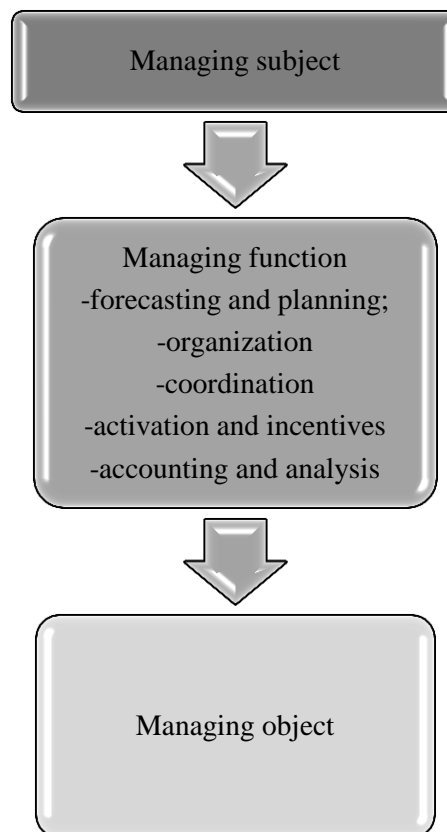 Managing subject
Managing function
-forecasting and planning;
-organization
-coordination
-activation and incentives
-accounting and analysis
Managing object